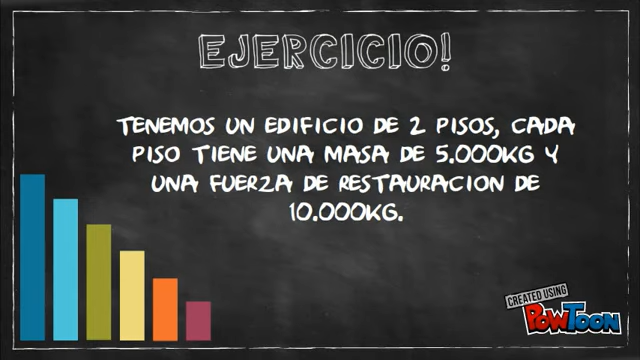 EJERCICIO!
TENEMOS UN EDIFICIO DE 2 PISOS, CADA
PISO TIENE UNA MASA DE 5.000KG Y
UNA FUERZA DE RESTAURACION DE
10.000KG.
CREATED USING
POWTOON